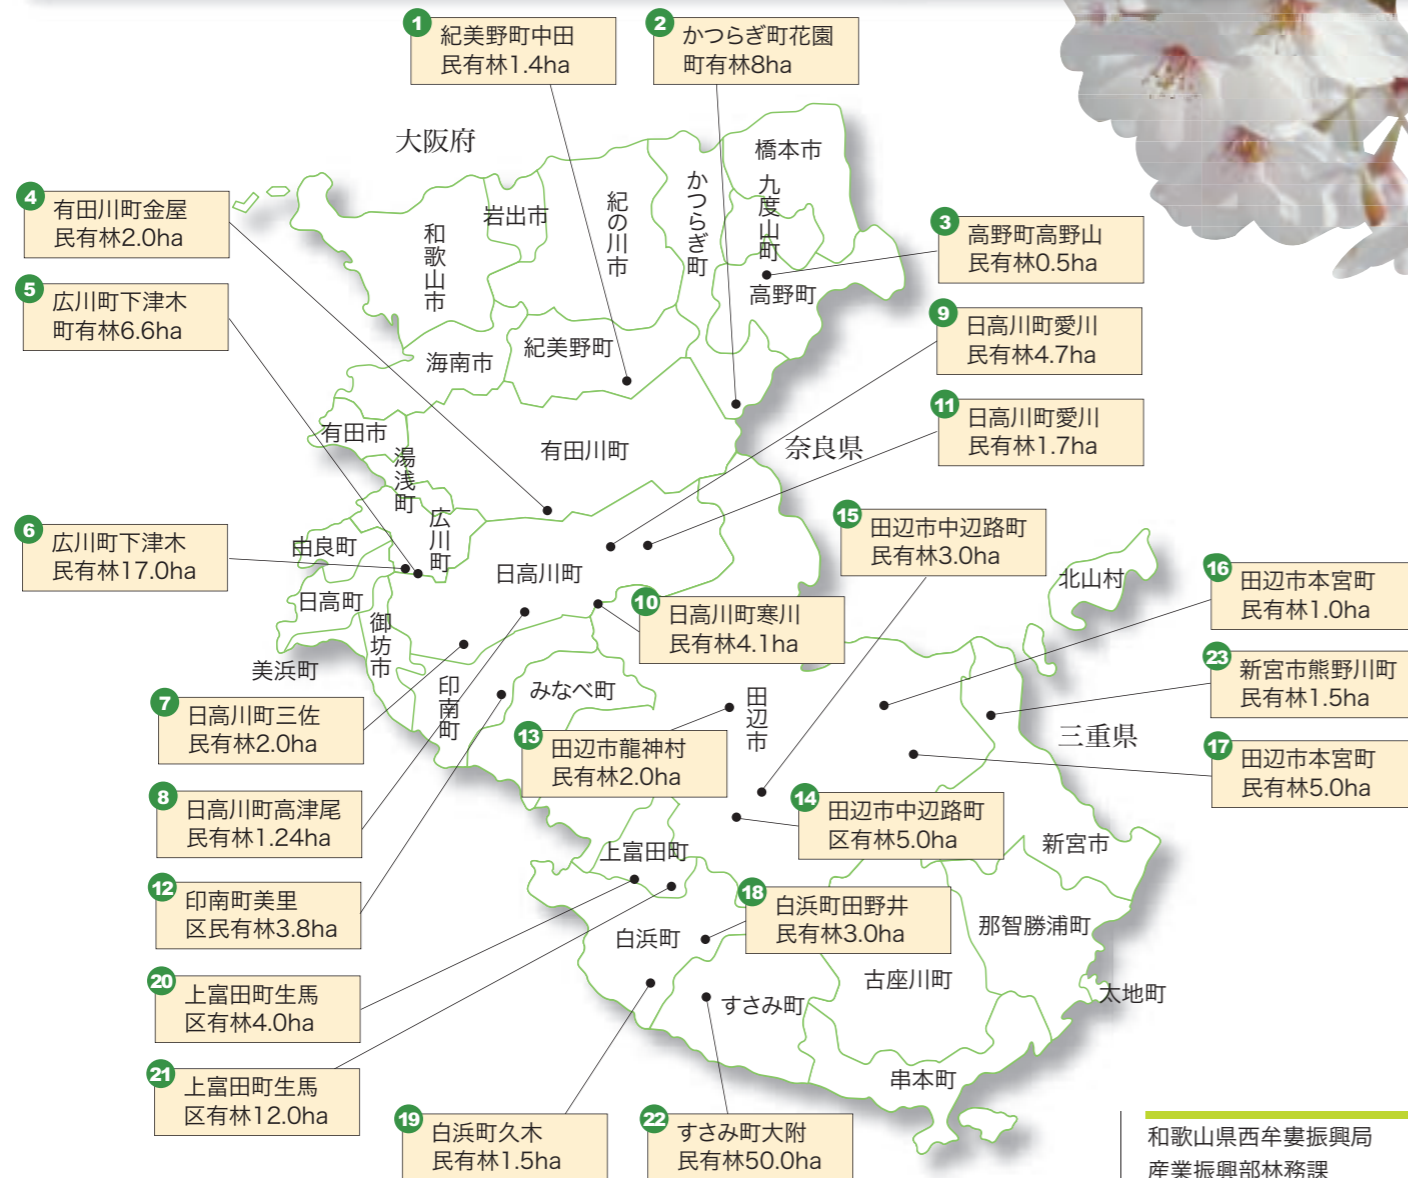 1
紀美野町中田
民有林1.4ha
2
かつらぎ町花園
町有林8ha
大阪府
橋本市
九度山町
かつらぎ町
紀の川市
岩出市
和歌山市
4
有田川町金屋
民有林2.0ha
3
高野町高野山
民有林0.5ha
高野町
5
広川町下津木
町有林6.6ha
9
日高川町愛川
民有林4.7ha
紀美野町
海南市
11
日高川町愛川
民有林1.7ha
有田市
有田川町
奈良県
湯浅町
広川町
6
広川町下津木
民有林17.0ha
15
田辺市中辺路町
民有林3.0ha
由良町
日高川町
北山村
16
田辺市本宮町
民有林1.0ha
日高町
御坊市
10
日高川町寒川
民有林4.1ha
美浜町
印南町
みなべ町
田辺市
23
新宮市熊野川町
民有林1.5ha
7
日高川町三佐
民有林2.0ha
13
田辺市龍神村
民有林2.0ha
三重県
17
田辺市本宮町
民有林5.0ha
8
日高川町高津尾
民有林1.24ha
14
田辺市中辺路町
区有林5.0ha
上富田町
新宮市
12
印南町美里
区民有林3.8ha
18
白浜町田野井
民有林3.0ha
白浜町
那智勝浦町
20
上富田町生馬
区有林4.0ha
古座川町
すさみ町
太地町
21
上富田町生馬
区有林12.0ha
串本町
19
白浜町久木
民有林1.5ha
22
すさみ町大附
民有林50.0ha
和歌山県西牟婁振興局
産業振興部林務課